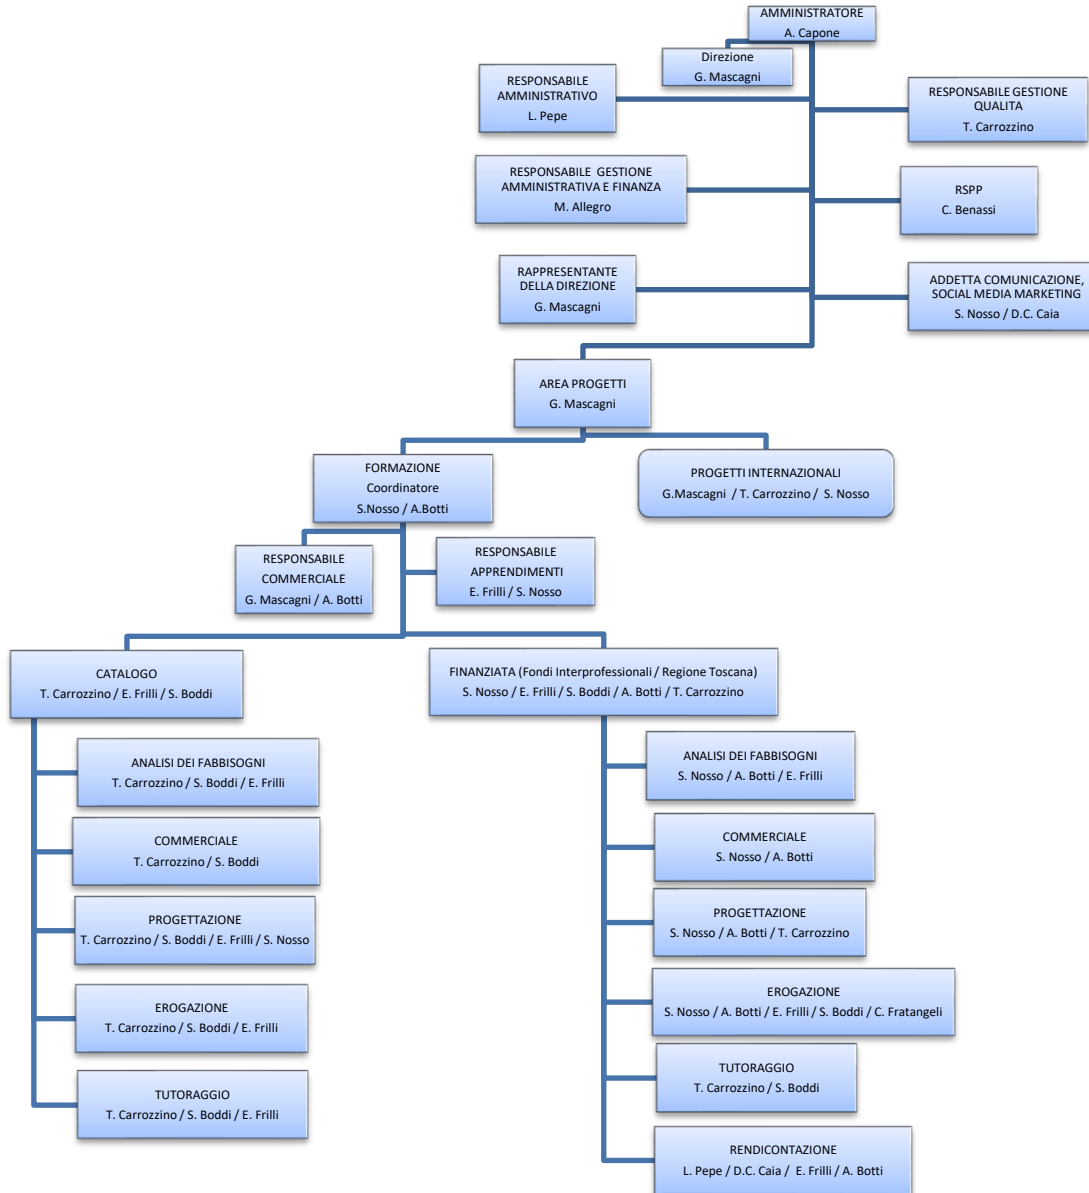 AMMINISTRATORE
A. Capone
Direzione
G. Mascagni
RESPONSABILE
AMMINISTRATIVO
L. Pepe
RESPONSABILE GESTIONE
QUALITA
T. Carrozzino
RESPONSABILE GESTIONE
AMMINISTRATIVA E FINANZA
M. Allegro
RSPP
C. Benassi
RAPPRESENTANTE
DELLA DIREZIONE
G. Mascagni
ADDETTA COMUNICAZIONE,
SOCIAL MEDIA MARKETING
S. Nosso / D.C. Caia
AREA PROGETTI
G. Mascagni
FORMAZIONE
Coordinatore
S.Nosso / A.Botti
PROGETTI INTERNAZIONALI
G.Mascagni / T. Carrozzino / S. Nosso
RESPONSABILE
COMMERCIALE
G. Mascagni / A. Botti
RESPONSABILE
APPRENDIMENTI
E. Frilli / S. Nosso
CATALOGO
T. Carrozzino / E. Frilli / S. Boddi
FINANZIATA (Fondi Interprofessionali / Regione Toscana)
S. Nosso / E. Frilli / S. Boddi / A. Botti / T. Carrozzino
ANALISI DEI FABBISOGNI
T. Carrozzino / S. Boddi / E. Frilli
COMMERCIALE
T. Carrozzino / S. Boddi
PROGETTAZIONE
T. Carrozzino / S. Boddi / E. Frilli / S. Nosso
EROGAZIONE
T. Carrozzino / S. Boddi / E. Frilli
TUTORAGGIO
T. Carrozzino / S. Boddi / E. Frilli
ANALISI DEI FABBISOGNI
S. Nosso / A. Botti / E. Frilli
COMMERCIALE
S. Nosso / A. Botti
PROGETTAZIONE
S. Nosso / A. Botti / T. Carrozzino
EROGAZIONE
S. Nosso / A. Botti / E. Frilli / S. Boddi / C. Fratangeli
TUTORAGGIO
T. Carrozzino / S. Boddi
RENDICONTAZIONE
L. Pepe / D.C. Caia / E. Frilli / A. Botti